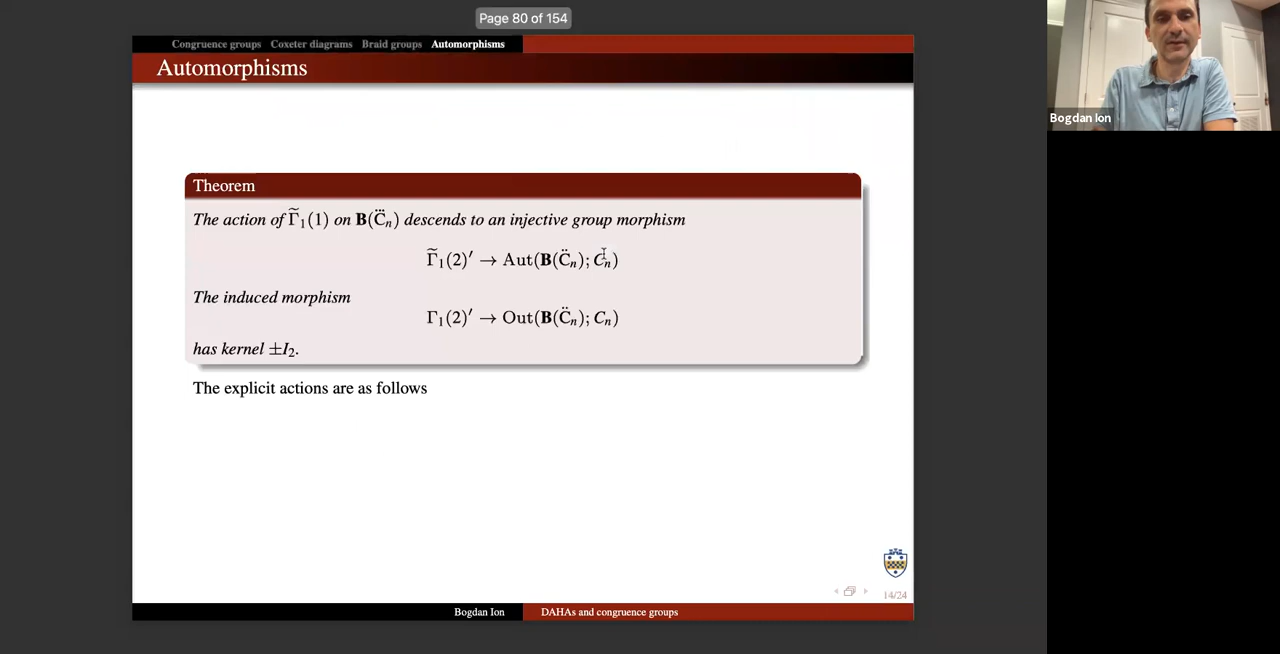 Page 80 of 154
Congruence groups Coxeter diagrams Braid groups Automorphisms
Automorphisms
Bogdan Ion
Theorem
The action of Γ̃₁(1) on B(C̈ₙ) descends to an injective group morphism
Γ̃₁(2)′ → Aut(B(C̈ₙ); Cₙ)
The induced morphism
Γ₁(2)′ → Out(B(C̈ₙ); Cₙ)
has kernel ±I₂.
The explicit actions are as follows
14/24
Bogdan Ion DAHAs and congruence groups